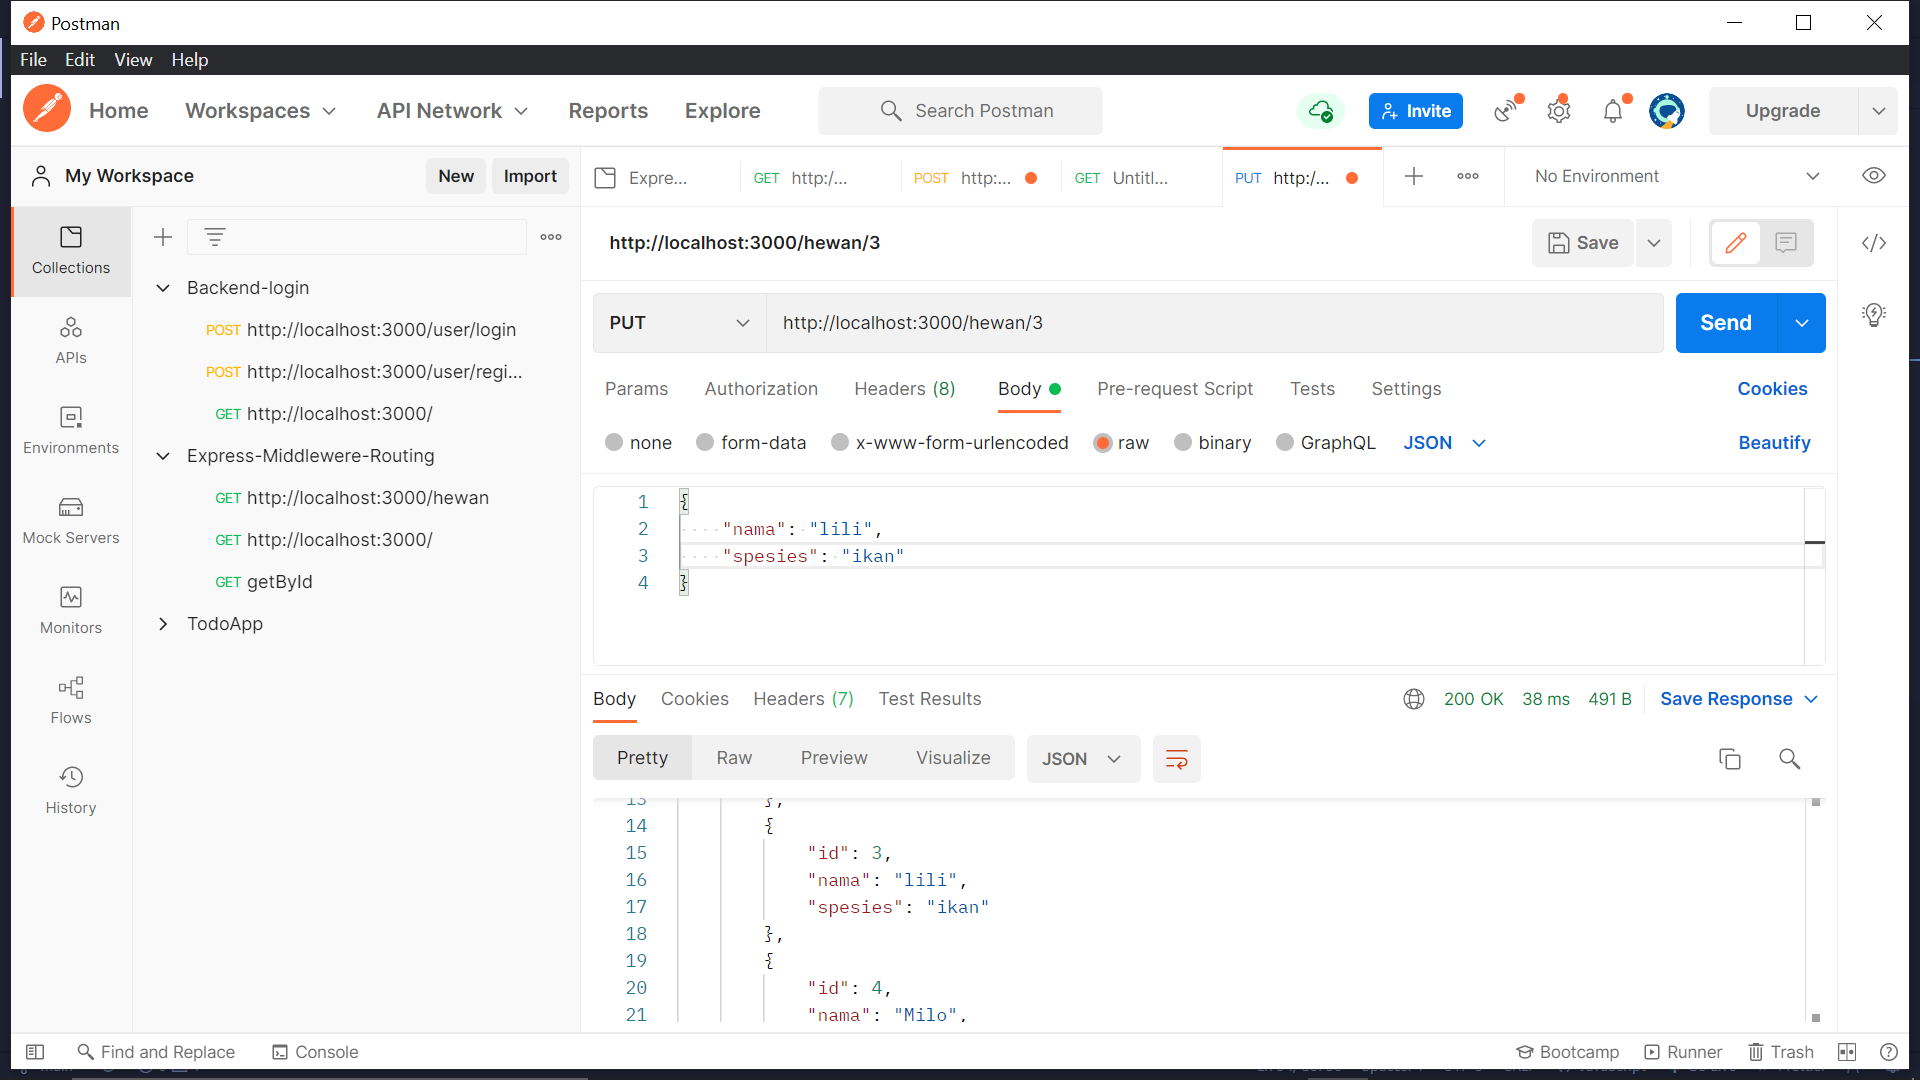 Postman
File Edit View Help
Home Workspaces API Network Reports Explore Search Postman Invite Upgrade
My Workspace New Import
Expre... GET http:/... POST http:... GET Untitl... PUT http:/... No Environment
Collections
APIs
Environments
Mock Servers
Monitors
Flows
History
Backend-login
POST http://localhost:3000/user/login
POST http://localhost:3000/user/regi...
GET http://localhost:3000/
Express-Middlewere-Routing
GET http://localhost:3000/hewan
GET http://localhost:3000/
GET getById
TodoApp
http://localhost:3000/hewan/3 Save
PUT http://localhost:3000/hewan/3 Send
Params Authorization Headers (8) Body Pre-request Script Tests Settings Cookies
none form-data x-www-form-urlencoded raw binary GraphQL JSON Beautify
1 {
2 "nama": "lili",
3 "spesies": "ikan"
4 }
Body Cookies Headers (7) Test Results 200 OK 38 ms 491 B Save Response
Pretty Raw Preview Visualize JSON
13 },
14 {
15 "id": 3,
16 "nama": "lili",
17 "spesies": "ikan"
18 },
19 {
20 "id": 4,
21 "nama": "Milo",
Find and Replace Console Bootcamp Runner Trash